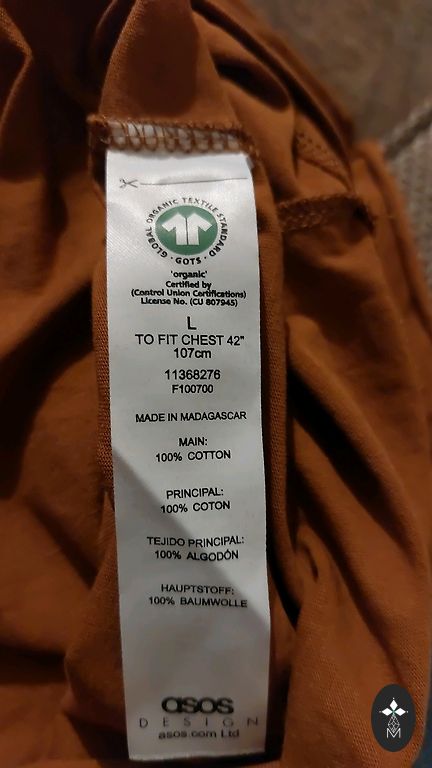 GLOBAL ORGANIC TEXTILE STANDARD
· GOTS ·
'organic'
Certified by
(Control Union Certifications)
License No. (CU 807945)
L
TO FIT CHEST 42"
107cm
11368276
F100700
MADE IN MADAGASCAR
MAIN:
100% COTTON
PRINCIPAL:
100% COTON
TEJIDO PRINCIPAL:
100% ALGODÓN
HAUPTSTOFF:
100% BAUMWOLLE
asos
DESIGN
asos.com Ltd
M